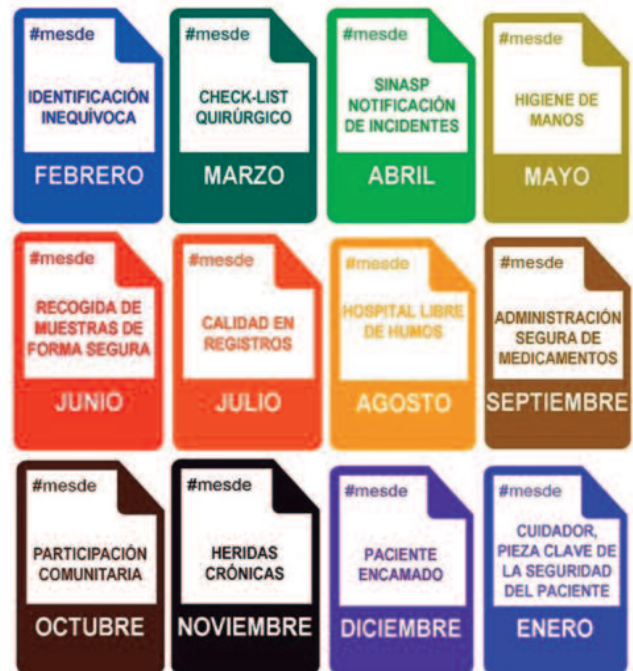 #mesde
IDENTIFICACIÓN
INEQUÍVOCA
FEBRERO
#mesde
CHECK-LIST
QUIRÚRGICO
MARZO
#mesde
SINASP
NOTIFICACIÓN
DE INCIDENTES
ABRIL
#mesde
HIGIENE DE
MANOS
MAYO
#mesde
RECOGIDA DE
MUESTRAS DE
FORMA SEGURA
JUNIO
#mesde
CALIDAD EN
REGISTROS
JULIO
#mesde
HOSPITAL LIBRE
DE HUMOS
AGOSTO
#mesde
ADMINISTRACIÓN
SEGURA DE
MEDICAMENTOS
SEPTIEMBRE
#mesde
PARTICIPACIÓN
COMUNITARIA
OCTUBRE
#mesde
HERIDAS
CRÓNICAS
NOVIEMBRE
#mesde
PACIENTE
ENCAMADO
DICIEMBRE
#mesde
CUIDADOR,
PIEZA CLAVE DE
LA SEGURIDAD
DEL PACIENTE
ENERO